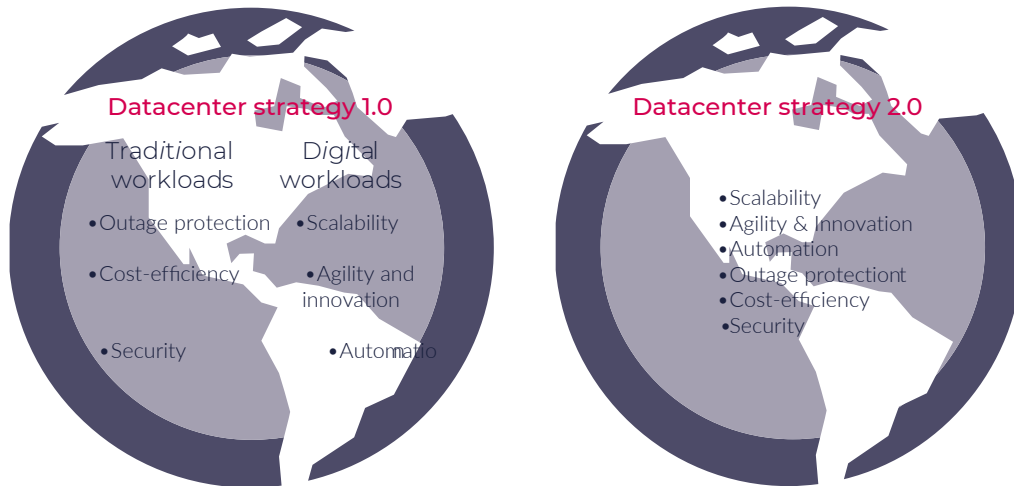 Datacenter strategy 1.0
Traditional
workloads
•Outage protection
•Cost-efficiency
•Security
Digital
workloads
•Scalability
•Agility and
innovation
•Automnatio
Datacenter strategy 2.0
•Scalability
•Agility & Innovation
•Automation
•Outage protectiont
•Cost-efficiency
•Security